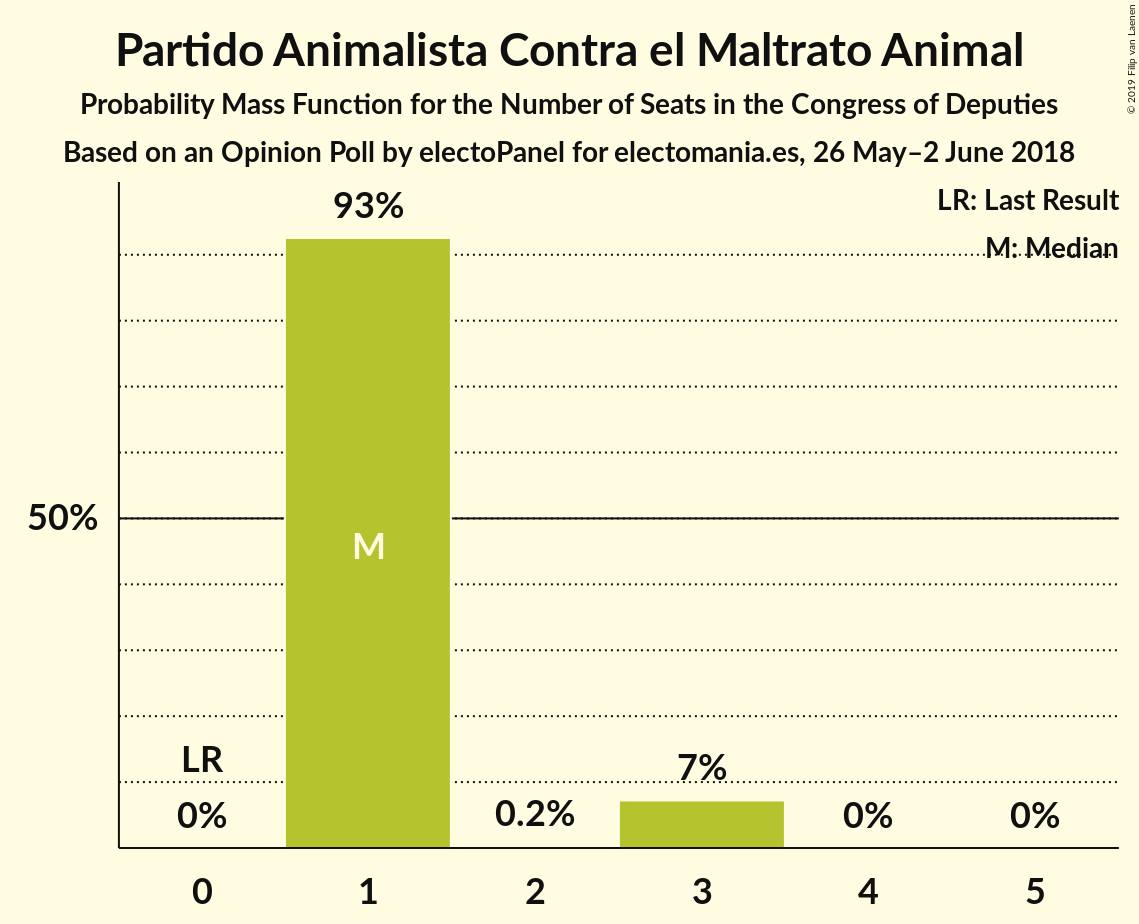 Partido Animalista Contra el Maltrato Animal
Probability Mass Function for the Number of Seats in the Congress of Deputies
Based on an Opinion Poll by electoPanel for electomania.es, 26 May–2 June 2018
© 2019 Filip van Laenen
LR: Last Result
M: Median
93%
50%
M
LR
0%
0.2%
7%
0%
0%
0 1 2 3 4 5